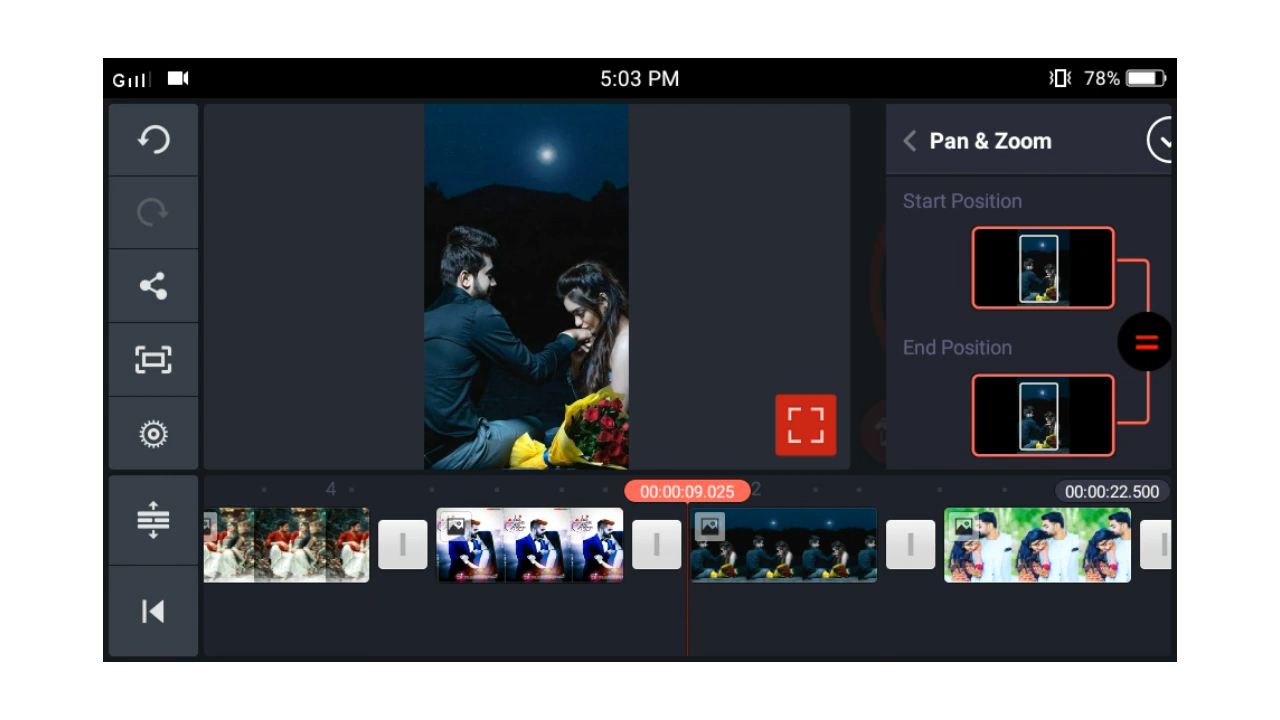 5:03 PM
78%
Pan & Zoom
Start Position
End Position
4
00:00:09.025
2
00:00:22.500